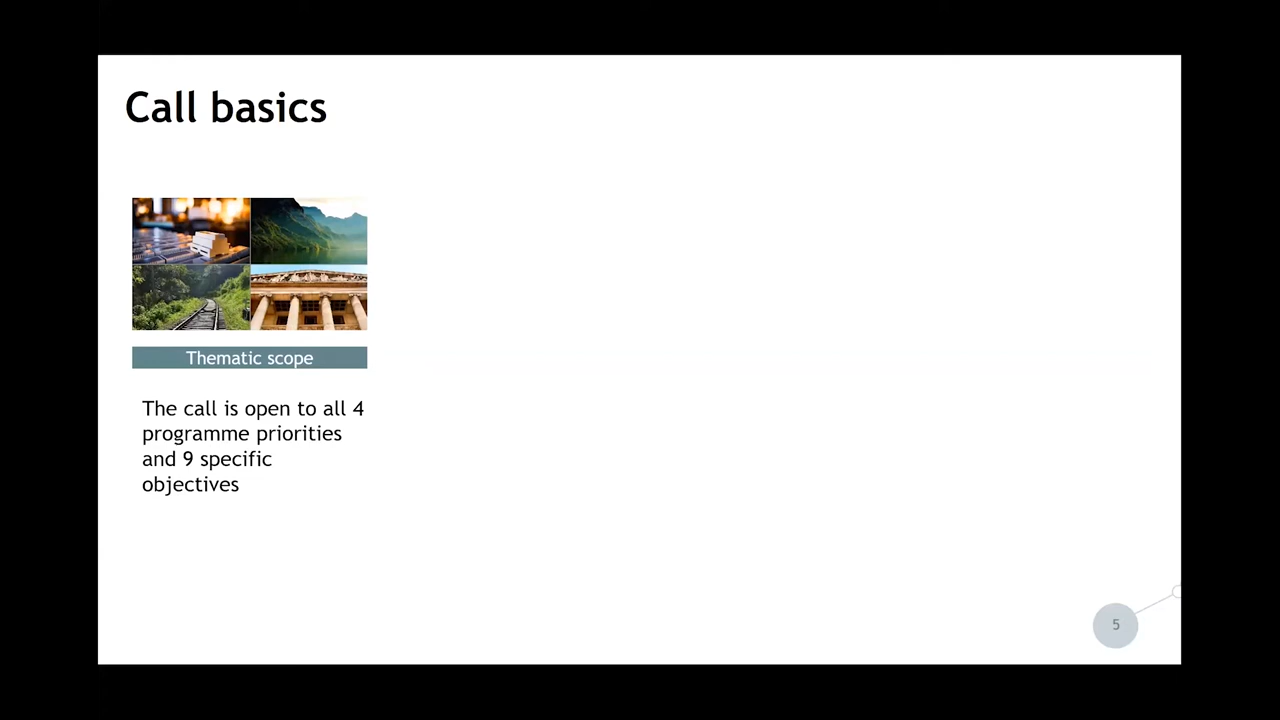 Call basics
Thematic scope
The call is open to all 4
programme priorities
and 9 specific
objectives
5